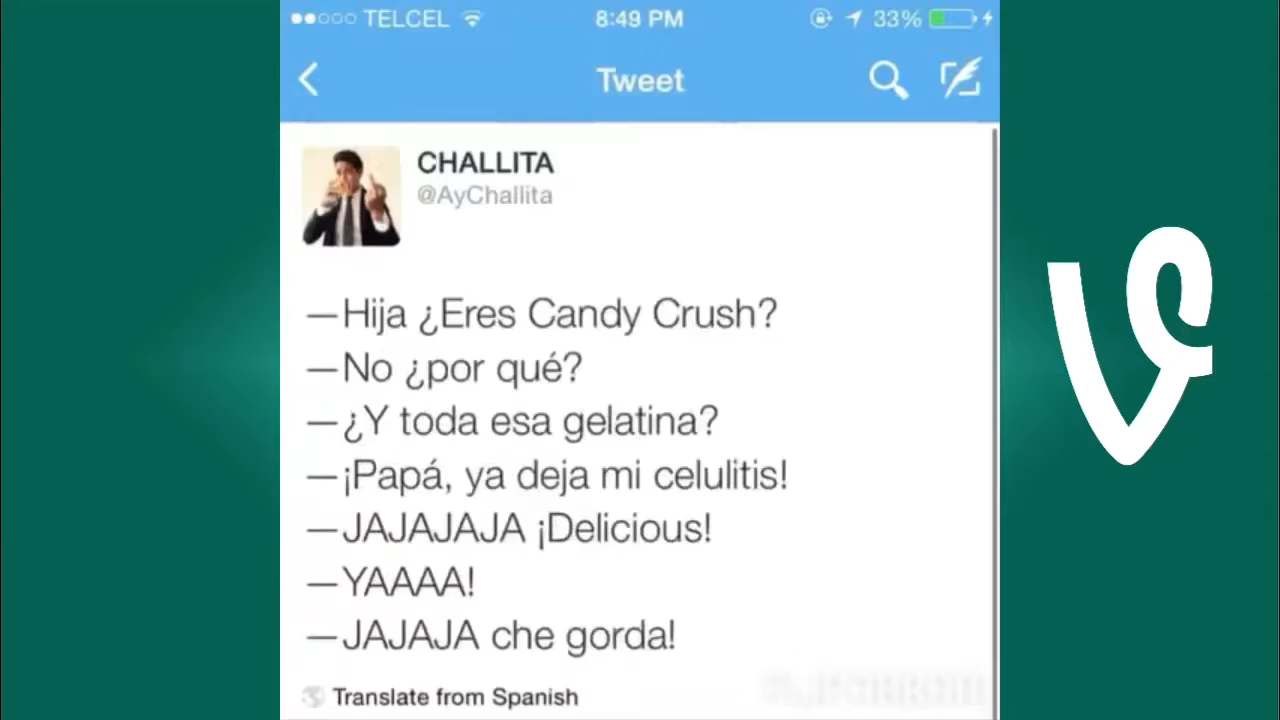 TELCEL 8:49 PM 33%
Tweet
CHALLITA
@AyChallita
—Hija ¿Eres Candy Crush?
—No ¿por qué?
—¿Y toda esa gelatina?
—¡Papá, ya deja mi celulitis!
—JAJAJAJA ¡Delicious!
—YAAAA!
—JAJAJA che gorda!
Translate from Spanish